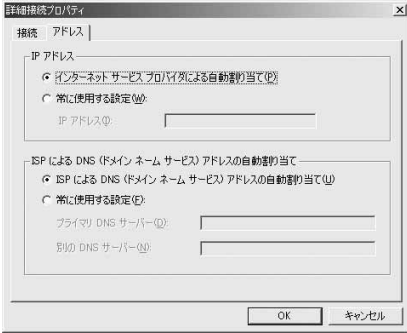 詳細接続プロパティ
接続 アドレス
IP アドレス
インターネット サービス プロバイダによる自動割り当て(P)
常に使用する設定(W):
IP アドレス(I):
ISP による DNS (ドメイン ネーム サービス) アドレスの自動割り当て
ISP による DNS (ドメイン ネーム サービス) アドレスの自動割り当て(U)
常に使用する設定(F):
プライマリ DNS サーバー(D):
別の DNS サーバー(N):
OK キャンセル